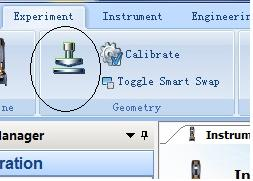 Experiment Instrument Engineerin
Calibrate
Toggle Smart Swap
ne Geometry
Manager Instrum
ration In